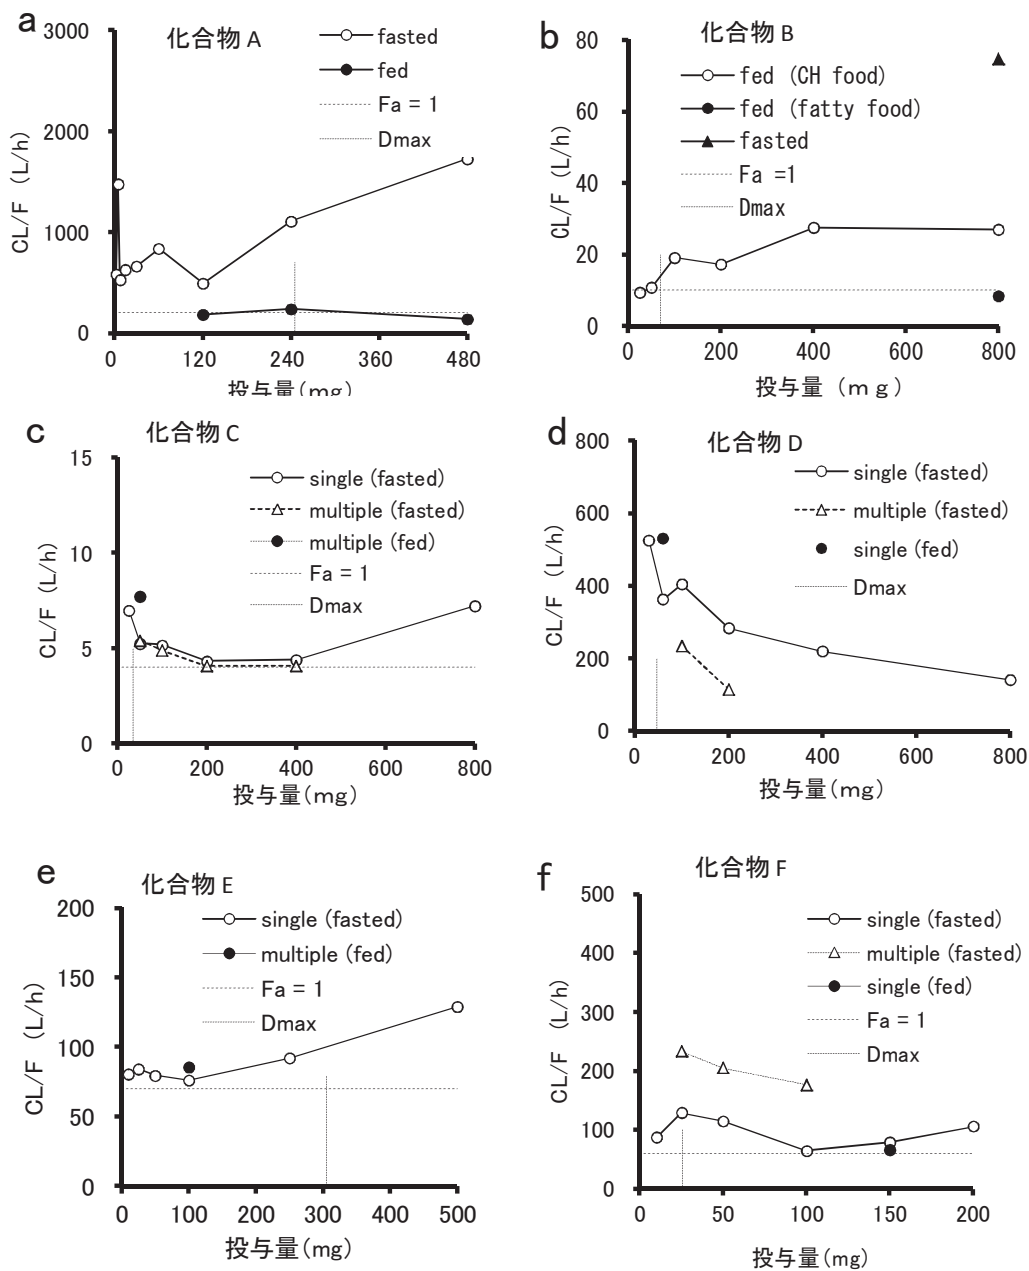 a
化合物 A
fasted
fed
Fa = 1
Dmax
CL/F (L/h)
3000
2000
1000
0
0 120 240 360 480
投与量(mg)
b
化合物 B
fed (CH food)
fed (fatty food)
fasted
Fa =1
Dmax
CL/F (L/h)
80
60
40
20
0
0 200 400 600 800
投与量 (mg)
c
化合物 C
single (fasted)
multiple (fasted)
multiple (fed)
Fa = 1
Dmax
CL/F (L/h)
15
10
5
0
0 200 400 600 800
投与量(mg)
d
化合物 D
single (fasted)
multiple (fasted)
single (fed)
Dmax
CL/F (L/h)
800
600
400
200
0
0 200 400 600 800
投与量(mg)
e
化合物 E
single (fasted)
multiple (fed)
Fa = 1
Dmax
CL/F (L/h)
200
150
100
50
0
0 100 200 300 400 500
投与量(mg)
f
化合物 F
single (fasted)
multiple (fasted)
single (fed)
Fa = 1
Dmax
CL/F (L/h)
500
400
300
200
100
0
0 50 100 150 200
投与量(mg)